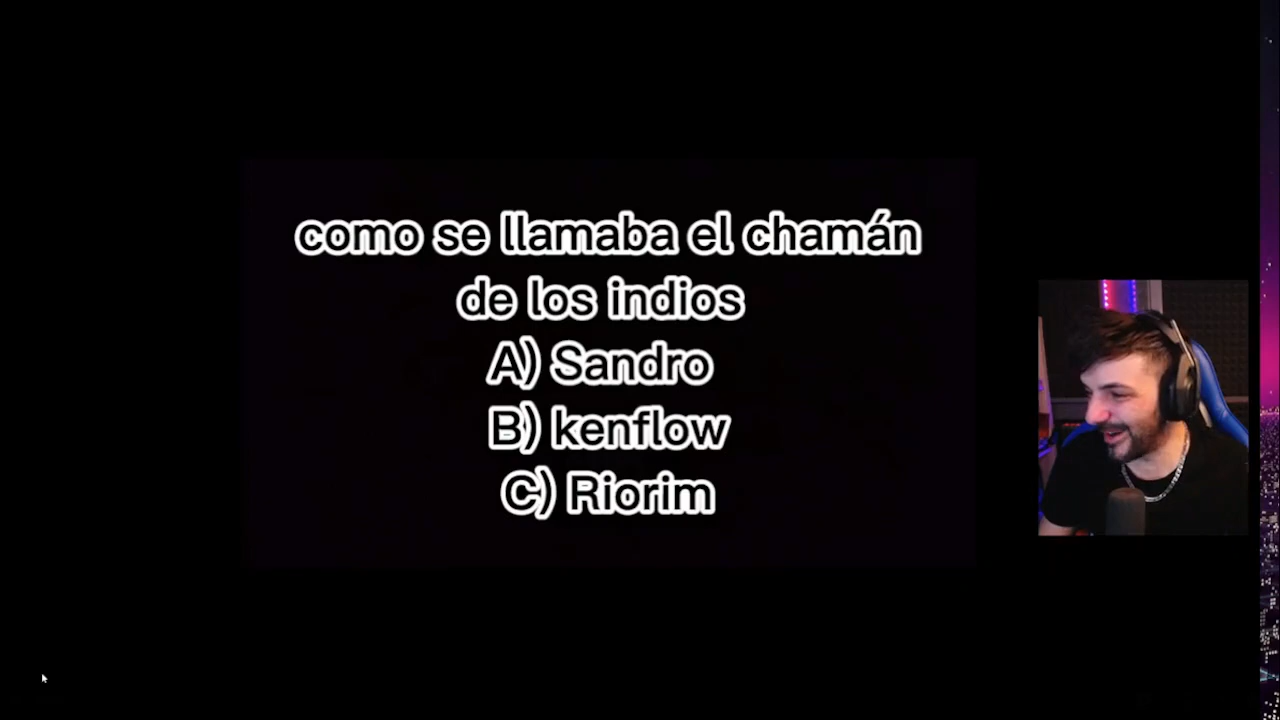 como se llamaba el chamán
de los indios
A) Sandro
B) kenflow
C) Riorim